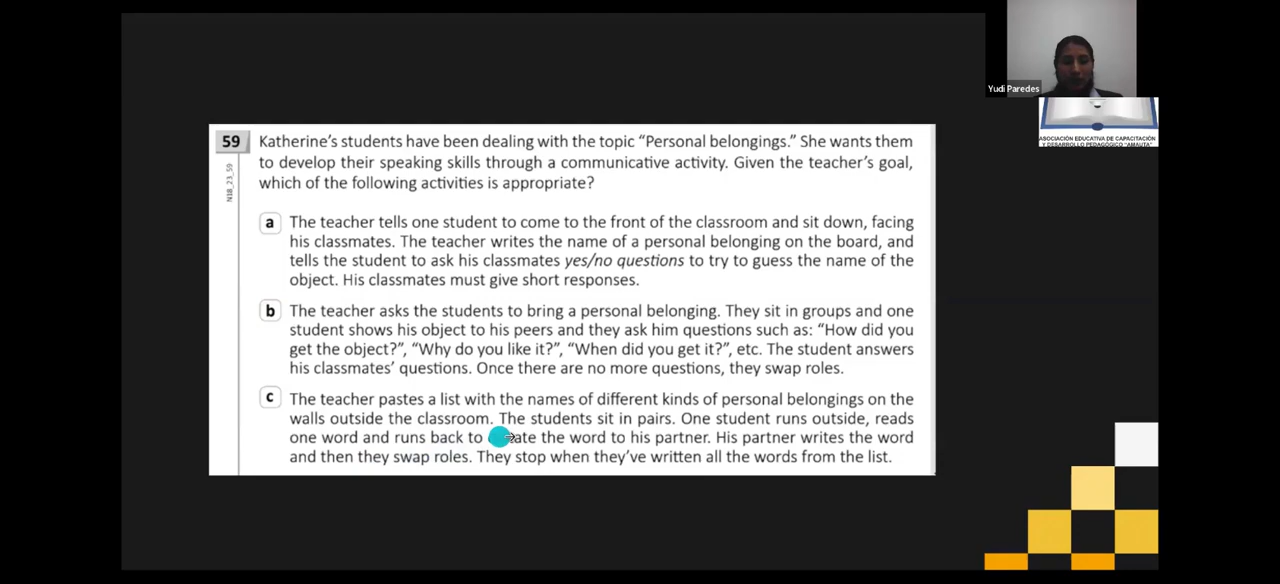 Yudi Paredes
ASOCIACIÓN EDUCATIVA DE CAPACITACIÓN
Y DESARROLLO PEDAGÓGICO "AMAUTA"
59
N18_23_59
Katherine's students have been dealing with the topic "Personal belongings." She wants them
to develop their speaking skills through a communicative activity. Given the teacher's goal,
which of the following activities is appropriate?
a The teacher tells one student to come to the front of the classroom and sit down, facing
his classmates. The teacher writes the name of a personal belonging on the board, and
tells the student to ask his classmates yes/no questions to try to guess the name of the
object. His classmates must give short responses.
b The teacher asks the students to bring a personal belonging. They sit in groups and one
student shows his object to his peers and they ask him questions such as: "How did you
get the object?", "Why do you like it?", "When did you get it?", etc. The student answers
his classmates' questions. Once there are no more questions, they swap roles.
c The teacher pastes a list with the names of different kinds of personal belongings on the
walls outside the classroom. The students sit in pairs. One student runs outside, reads
one word and runs back to the word to his partner. His partner writes the word
and then they swap roles. They stop when they've written all the words from the list.